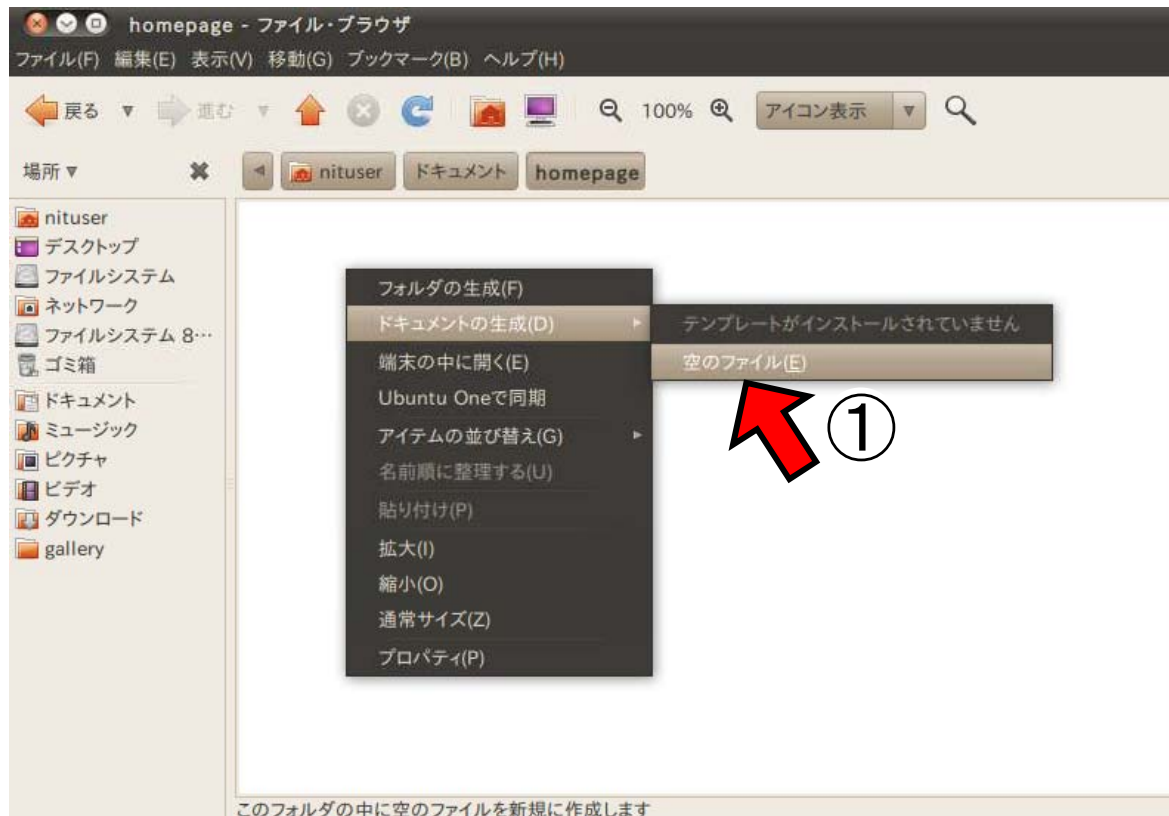 homepage - ファイル・ブラウザ
ファイル(F) 編集(E) 表示(V) 移動(G) ブックマーク(B) ヘルプ(H)
戻る 進む 100% アイコン表示
場所 nituser ドキュメント homepage
nituser
デスクトップ
ファイルシステム
ネットワーク
ファイルシステム 8…
ゴミ箱
ドキュメント
ミュージック
ピクチャ
ビデオ
ダウンロード
gallery
フォルダの生成(F)
ドキュメントの生成(D)
端末の中に開く(E)
Ubuntu Oneで同期
アイテムの並び替え(G)
名前順に整理する(U)
貼り付け(P)
拡大(I)
縮小(O)
通常サイズ(Z)
プロパティ(P)
テンプレートがインストールされていません
空のファイル(E)
①
このフォルダの中に空のファイルを新規に作成します